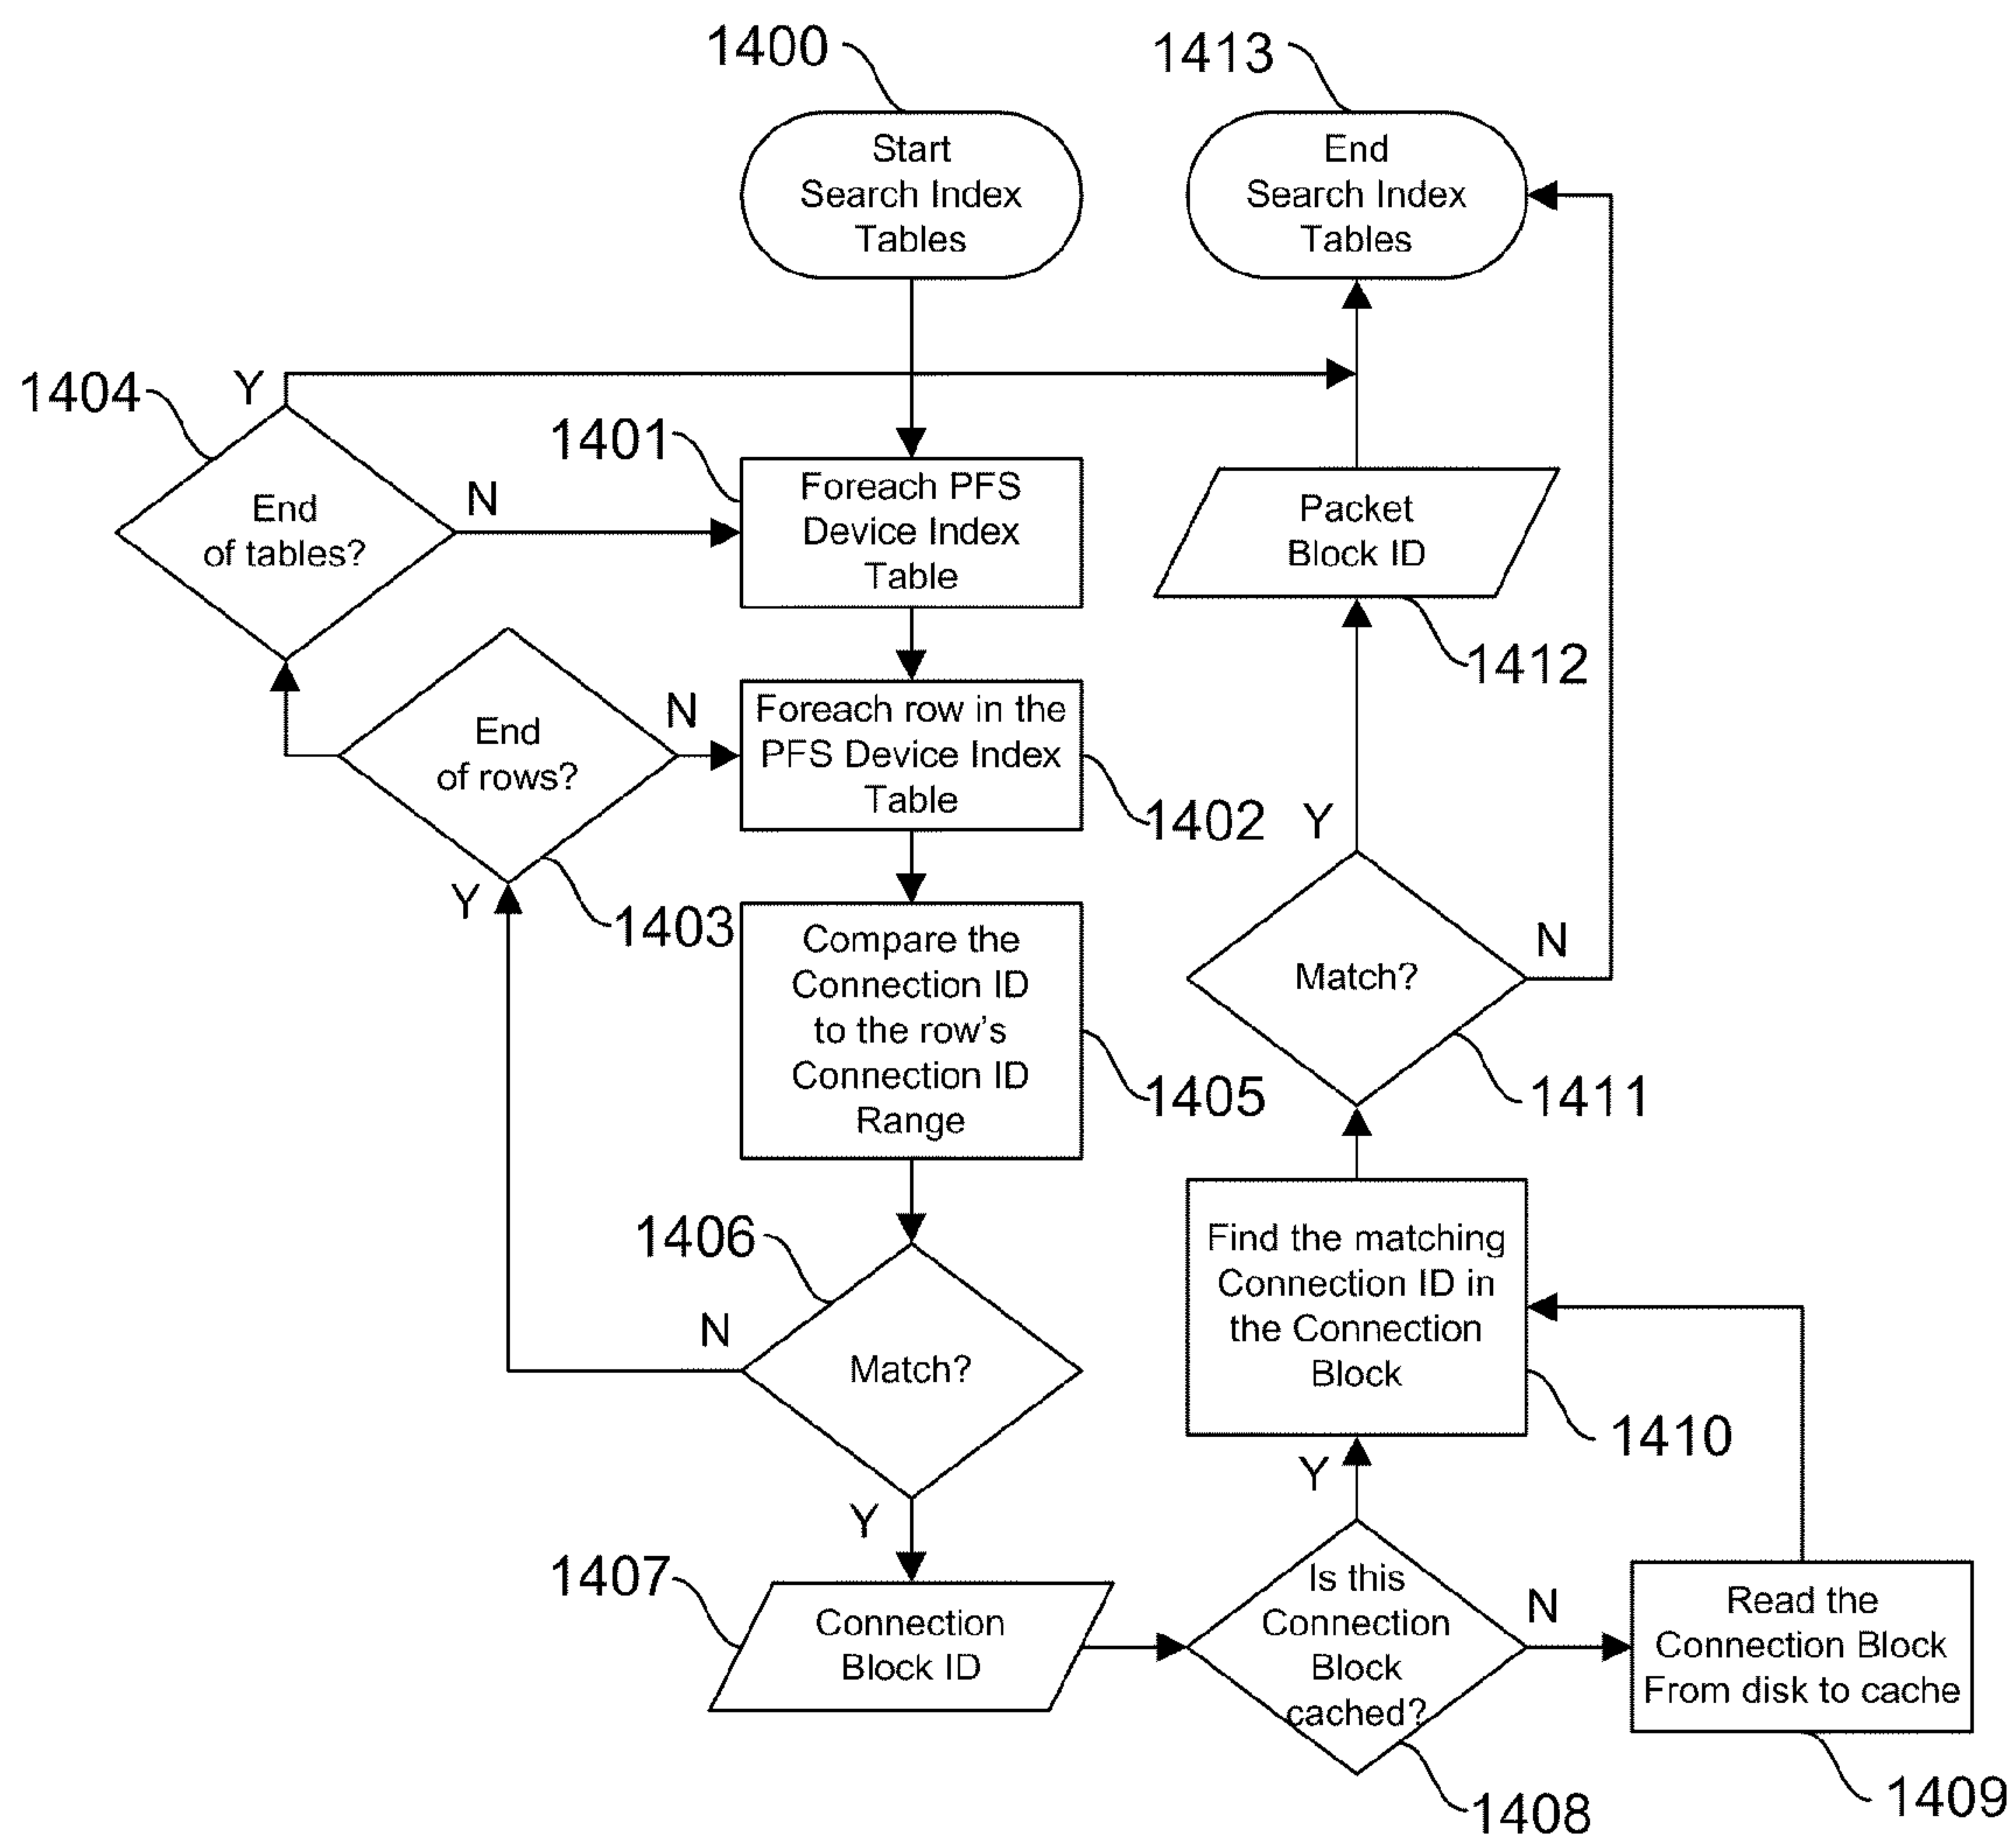 1400
1413
Start
Search Index
Tables
End
Search Index
Tables
1404
Y
1401
End
of tables?
N
Foreach PFS
Device Index
Table
Packet
Block ID
1412
End
of rows?
N
Foreach row in the
PFS Device Index
Table
1402
Y
1403
Y
Compare the
Connection ID
to the row's
Connection ID
Range
1405
Match?
N
1411
1406
N
Match?
Y
Find the matching
Connection ID in
the Connection
Block
1410
Y
1407
Connection
Block ID
Is this
Connection
Block
cached?
N
1408
Read the
Connection Block
From disk to cache
1409